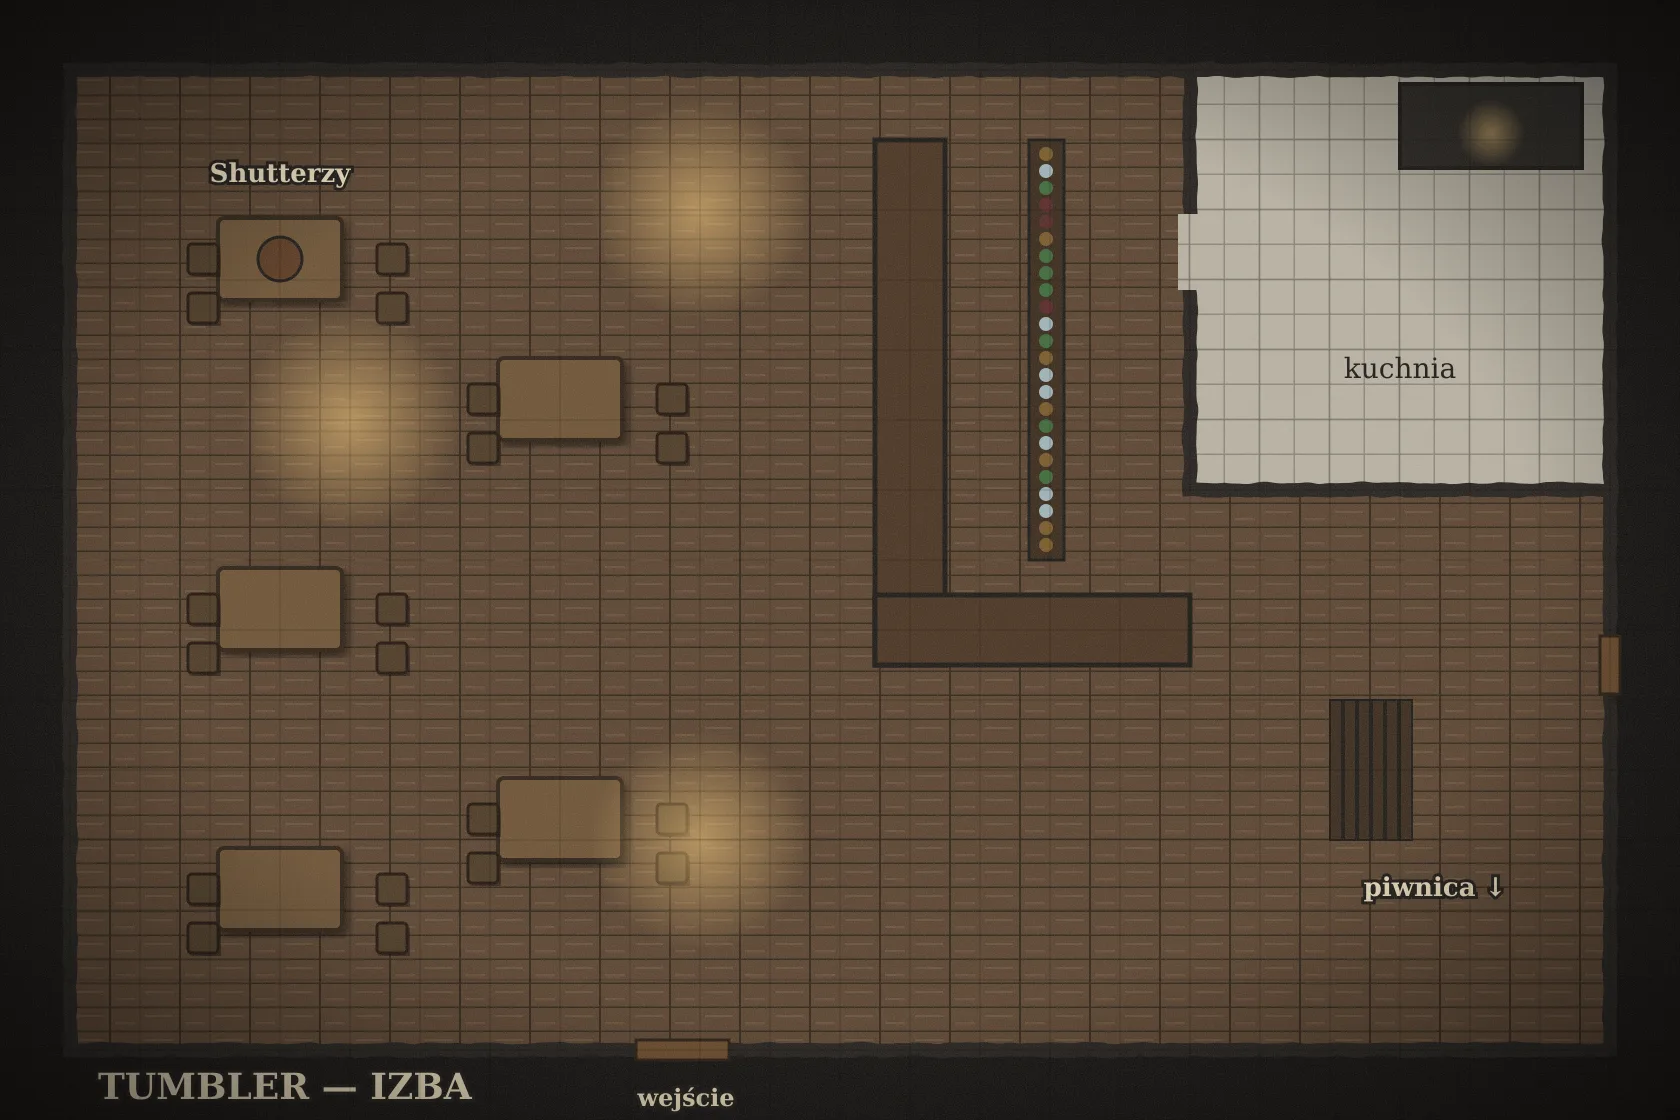 Shutterzy
kuchnia
piwnica ↓
TUMBLER — IZBA
wejście